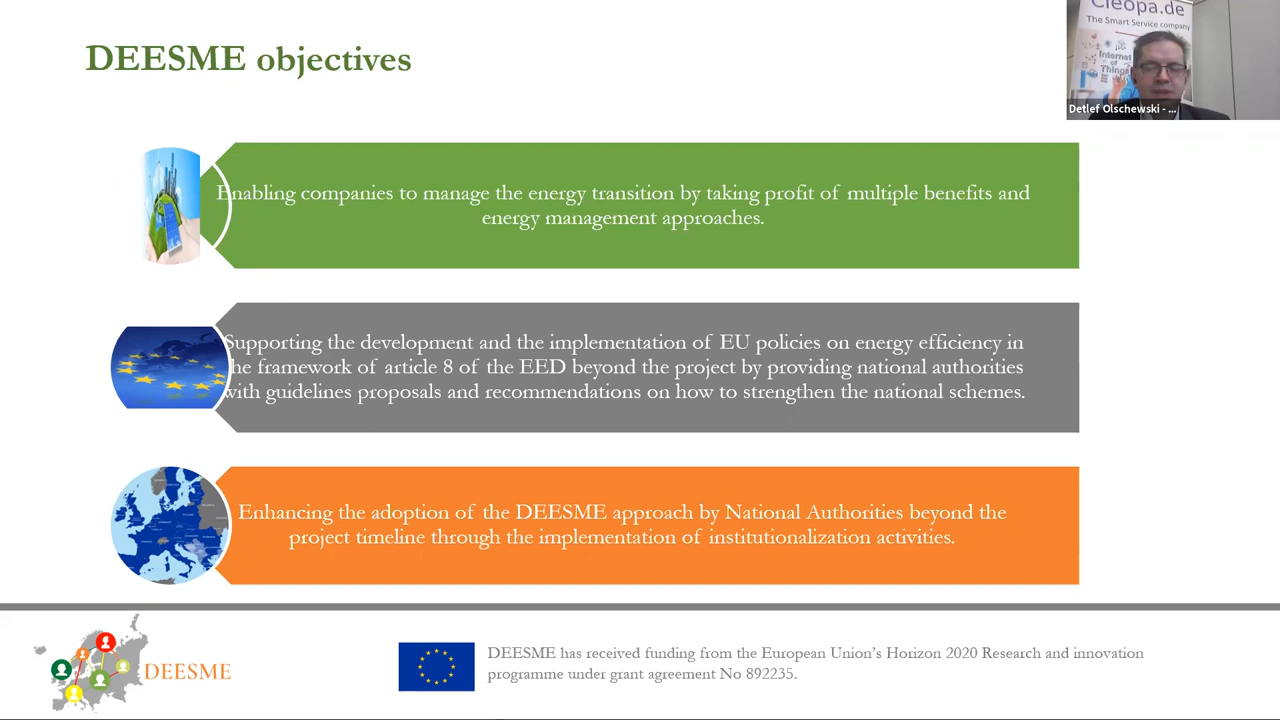 DEESME objectives
Cleopa.de
The Smart Service company
Internet
of
Things
Detlef Olschewski - ...
Enabling companies to manage the energy transition by taking profit of multiple benefits and
energy management approaches.
Supporting the development and the implementation of EU policies on energy efficiency in
the framework of article 8 of the EED beyond the project by providing national authorities
with guidelines proposals and recommendations on how to strengthen the national schemes.
Enhancing the adoption of the DEESME approach by National Authorities beyond the
project timeline through the implementation of institutionalization activities.
DEESME
DEESME has received funding from the European Union's Horizon 2020 Research and innovation
programme under grant agreement No 892235.